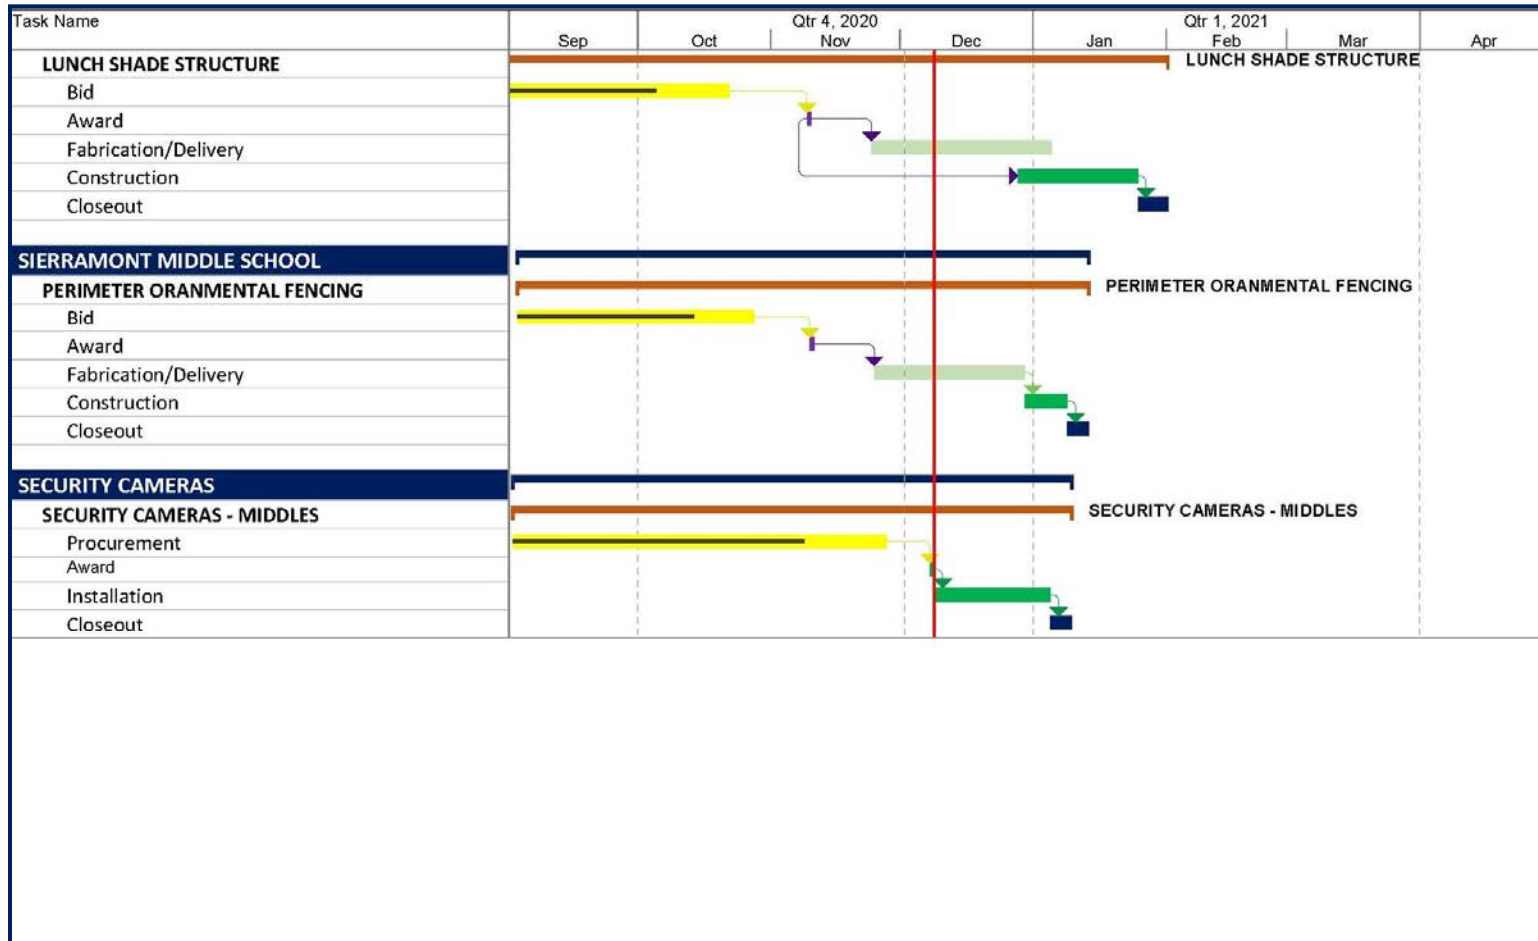 Task Name Qtr 4, 2020 Qtr 1, 2021
Sep Oct Nov Dec Jan Feb Mar Apr
LUNCH SHADE STRUCTURE LUNCH SHADE STRUCTURE
Bid
Award
Fabrication/Delivery
Construction
Closeout
SIERRAMONT MIDDLE SCHOOL
PERIMETER ORANMENTAL FENCING PERIMETER ORANMENTAL FENCING
Bid
Award
Fabrication/Delivery
Construction
Closeout
SECURITY CAMERAS
SECURITY CAMERAS - MIDDLES SECURITY CAMERAS - MIDDLES
Procurement
Award
Installation
Closeout